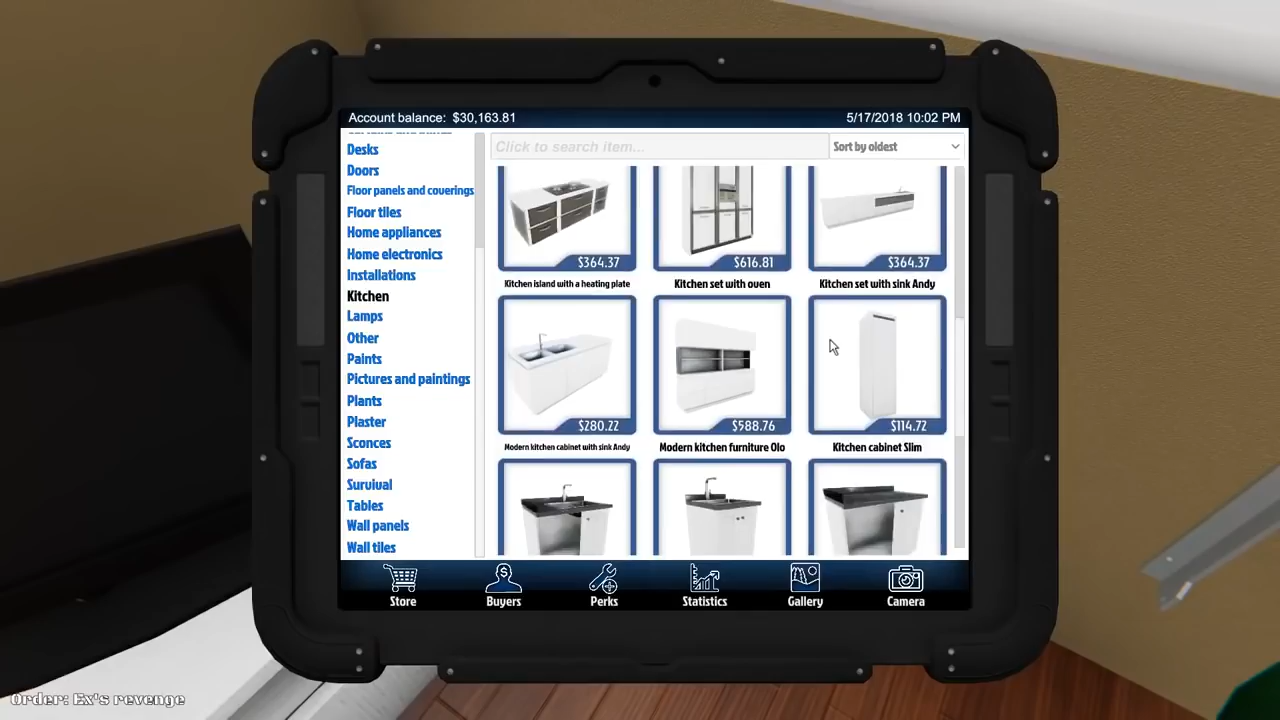 Account balance: $30,163.81
5/17/2018 10:02 PM
Desks
Doors
Floor panels and coverings
Floor tiles
Home appliances
Home electronics
Installations
Kitchen
Lamps
Other
Paints
Pictures and paintings
Plants
Plaster
Sconces
Sofas
Survival
Tables
Wall panels
Wall tiles
Click to search item...
Sort by oldest
$364.37
$616.81
$364.37
Kitchen island with a heating plate
Kitchen set with oven
Kitchen set with sink Andy
$280.22
$588.76
$114.72
Modern kitchen cabinet with sink Andy
Modern kitchen furniture Olo
Kitchen cabinet Slim
Store
Buyers
Perks
Statistics
Gallery
Camera
Order: Ex's revenge